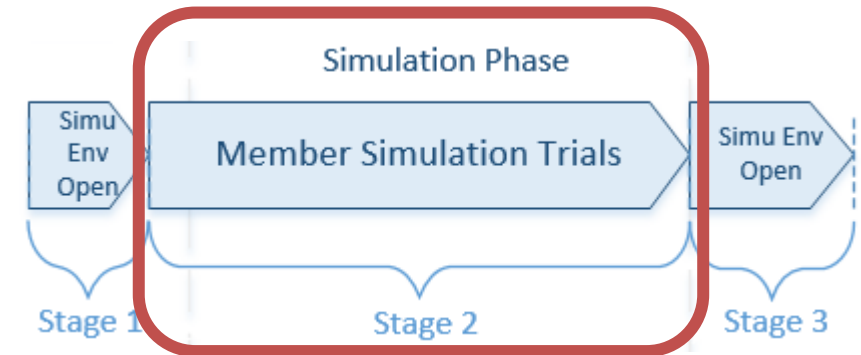 Simulation Phase
Simu
Env
Open
Member Simulation Trials
Simu Env
Open
Stage 1
Stage 2
Stage 3